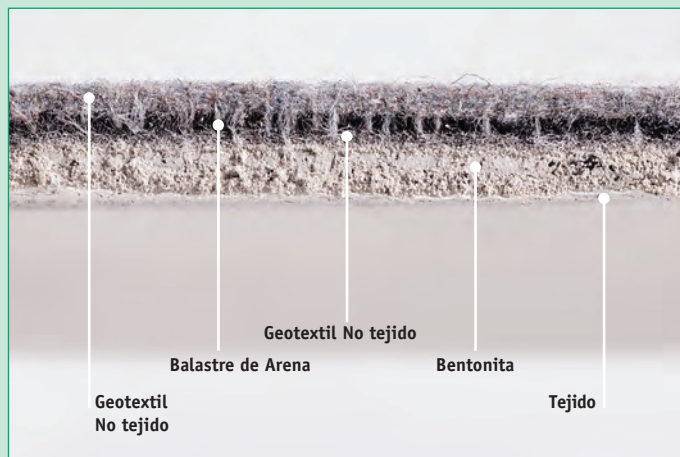 Geotextil No tejido
Balastre de Arena
Bentonita
Geotextil
No tejido
Tejido